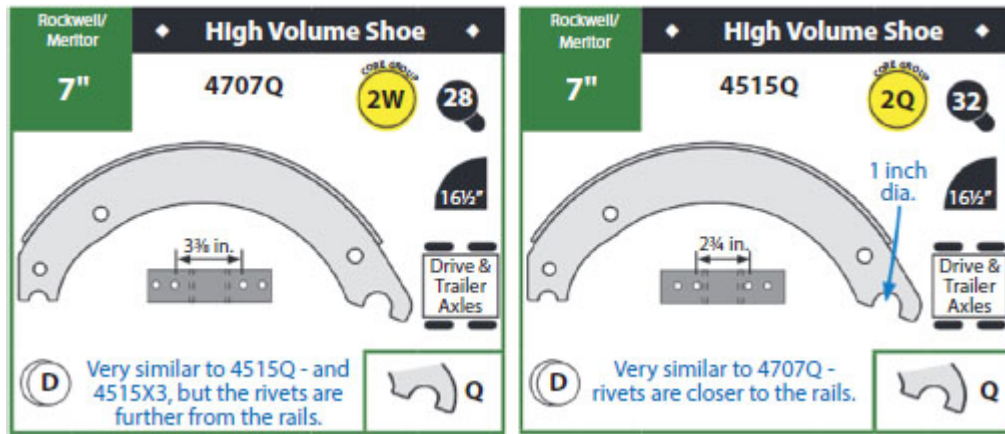 Rockwell/
Meritor
High Volume Shoe
7"
4707Q
CORE GROUP
2W
28
16½"
3⅜ in.
Drive &
Trailer
Axles
D
Very similar to 4515Q - and
4515X3, but the rivets are
further from the rails.
Q
Rockwell/
Meritor
High Volume Shoe
7"
4515Q
CORE GROUP
2Q
32
1 inch
dia.
16½"
2¾ in.
Drive &
Trailer
Axles
D
Very similar to 4707Q -
rivets are closer to the rails.
Q